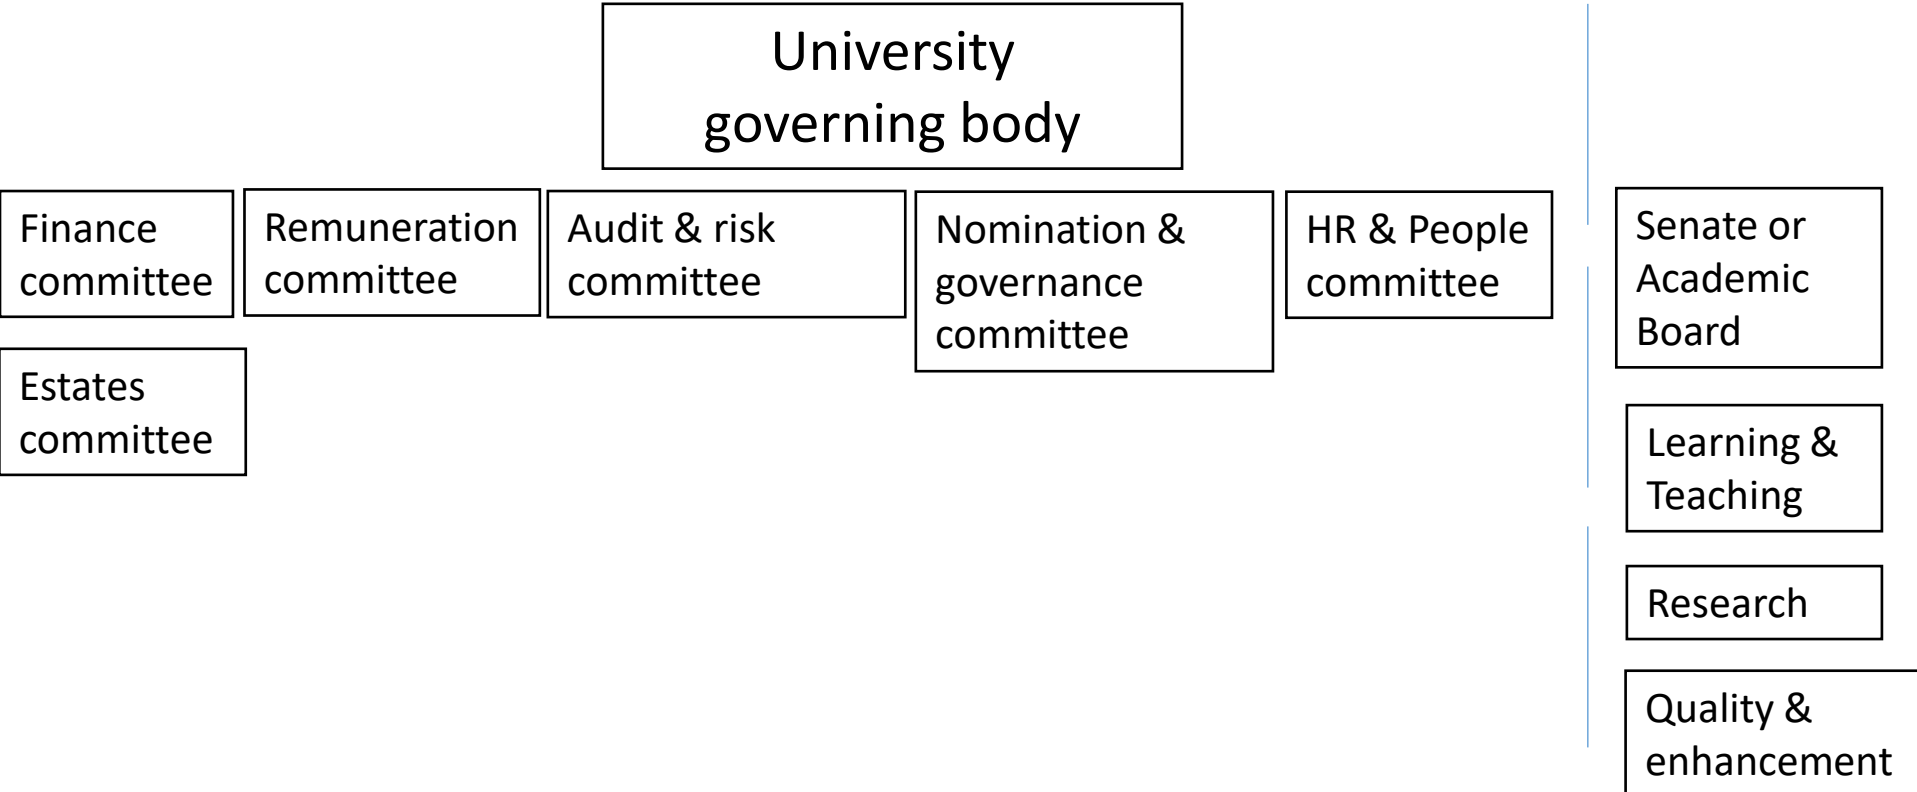 University
governing body
Finance
committee
Remuneration
committee
Audit & risk
committee
Nomination &
governance
committee
HR & People
committee
Senate or
Academic
Board
Estates
committee
Learning &
Teaching
Research
Quality &
enhancement